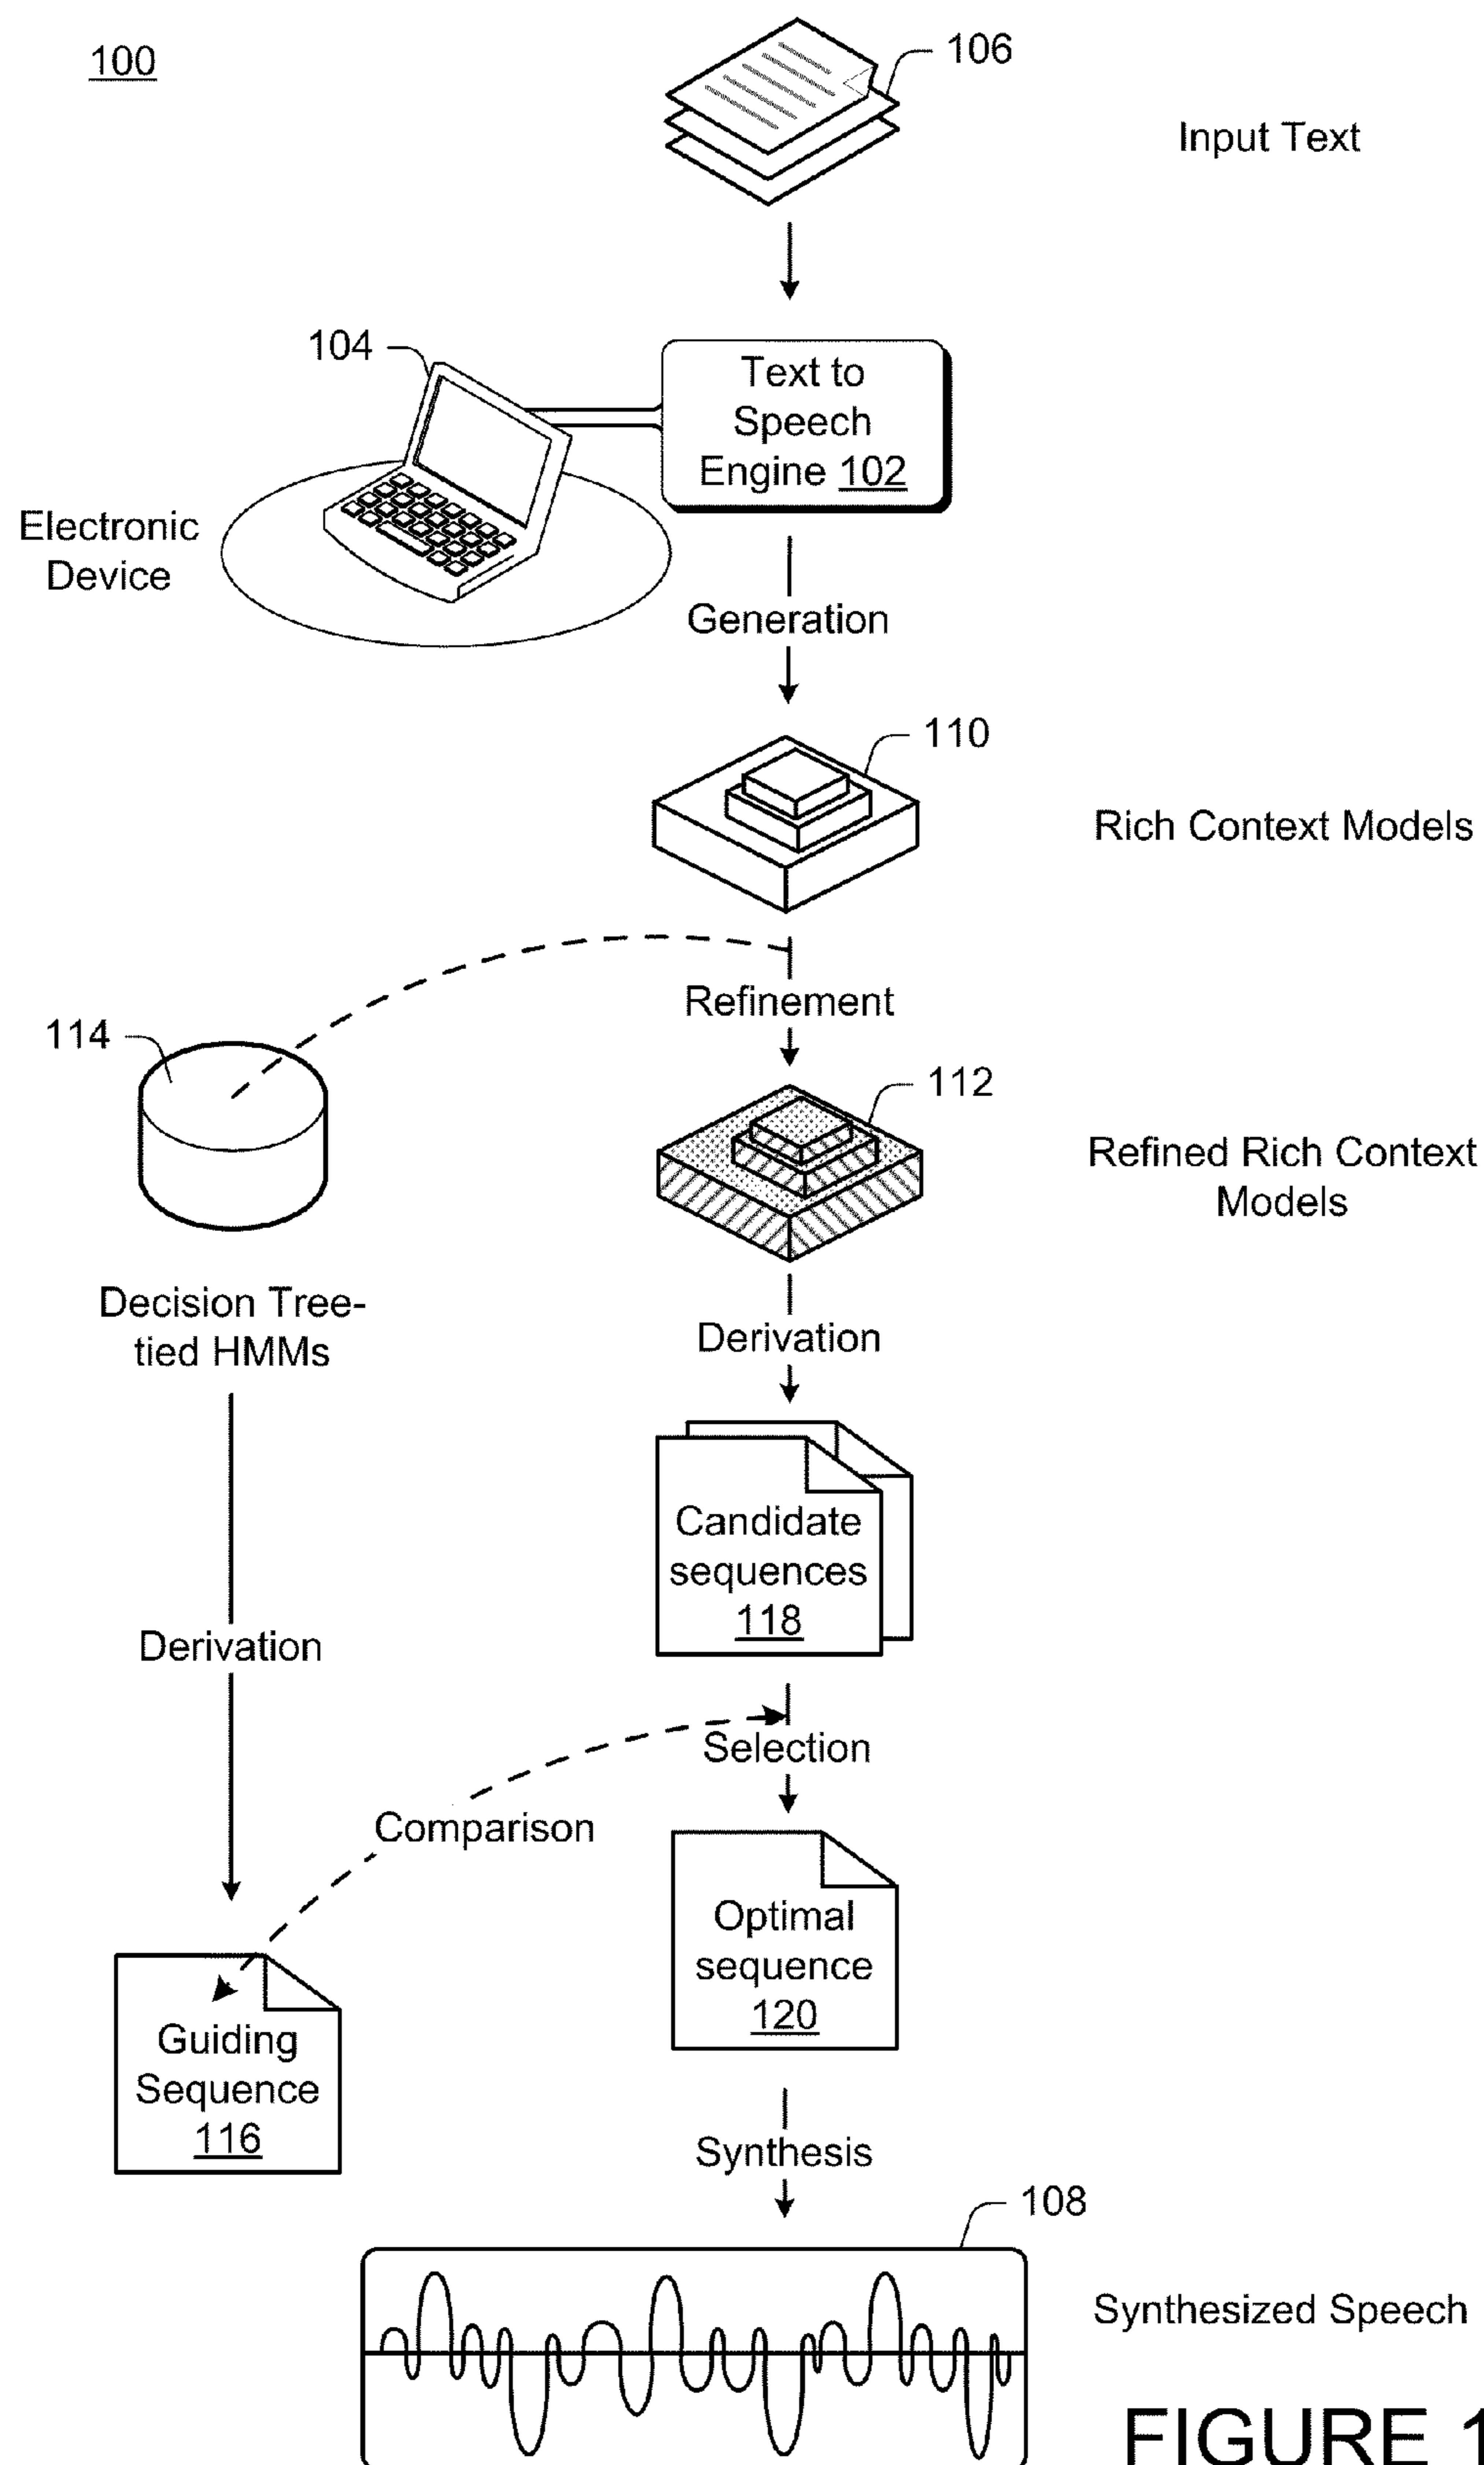 100
106
Input Text
104
Text to
Speech
Engine 102
Electronic
Device
Generation
110
Rich Context Models
Refinement
114
112
Refined Rich Context
Models
Decision Tree-
tied HMMs
Derivation
Candidate
sequences
118
Derivation
Selection
Comparison
Optimal
sequence
120
Guiding
Sequence
116
Synthesis
108
Synthesized Speech
FIGURE 1